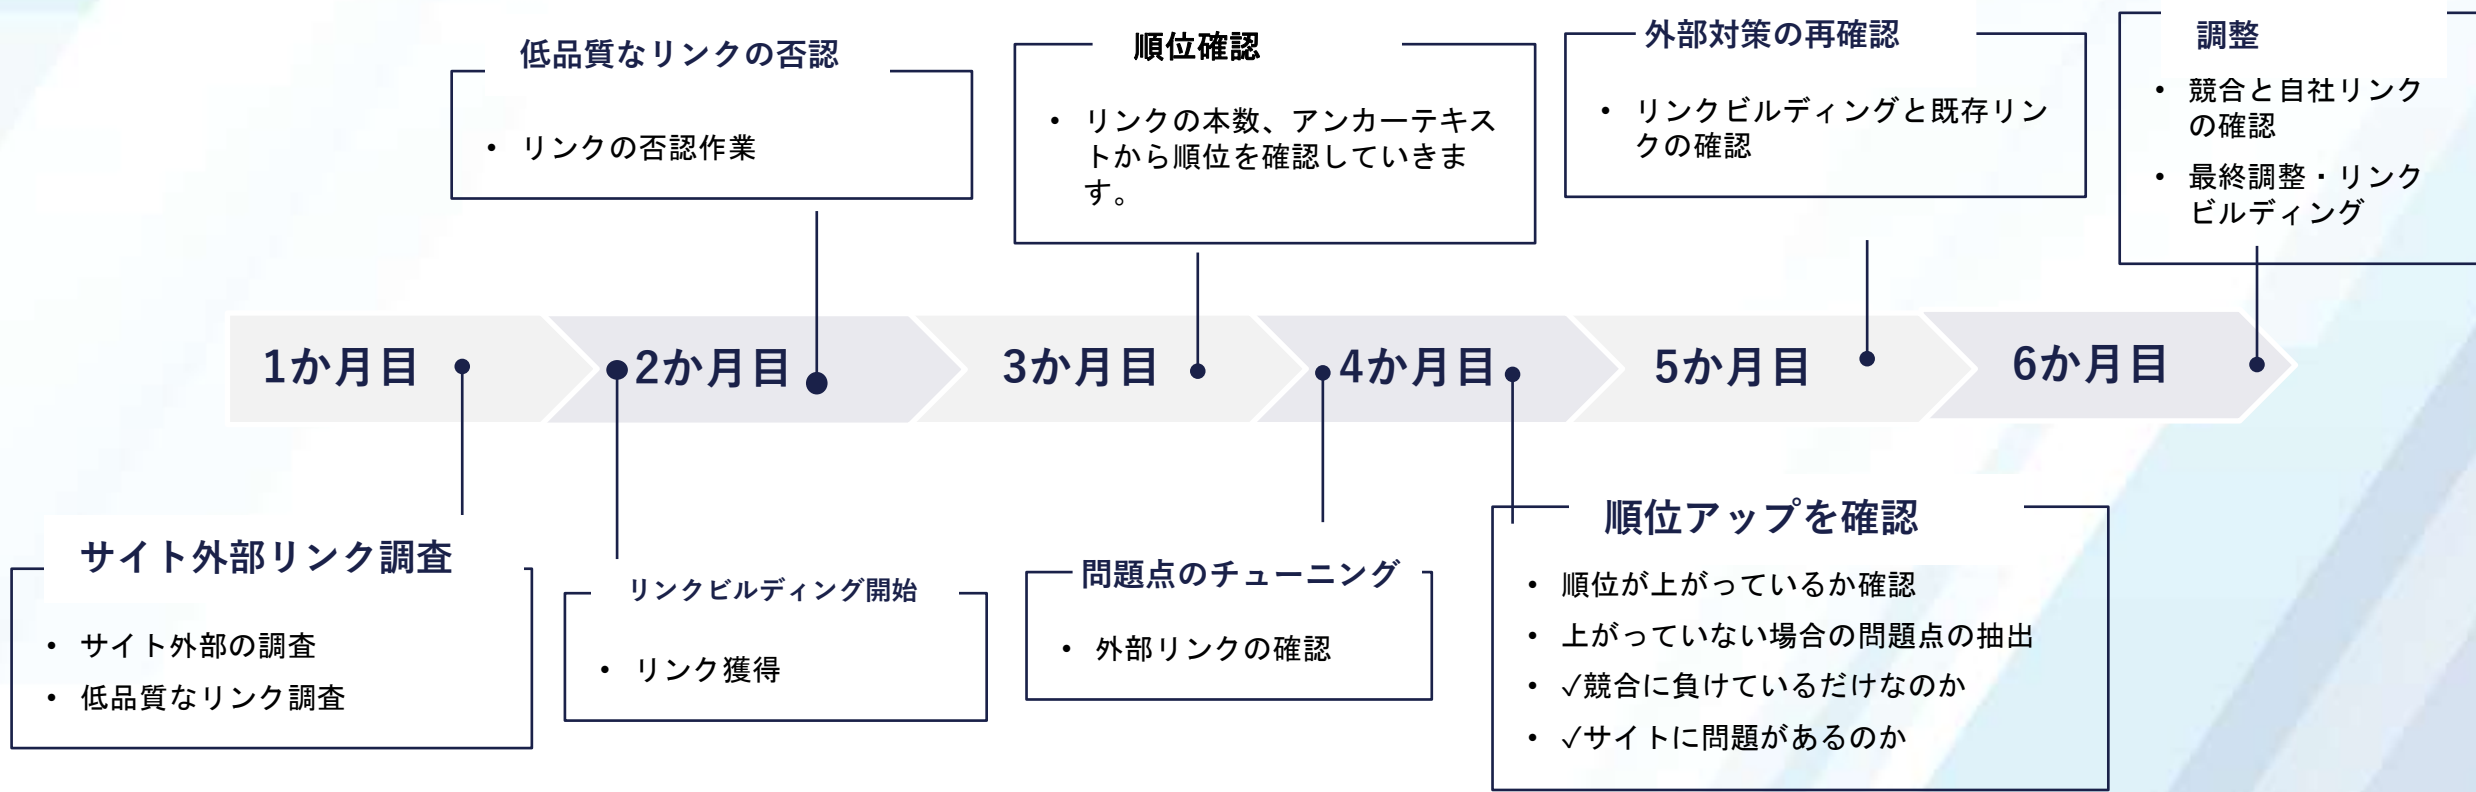 低品質なリンクの否認
• リンクの否認作業
順位確認
• リンクの本数、アンカーテキス
トから順位を確認していきま
す。
外部対策の再確認
• リンクビルディングと既存リン
クの確認
調整
• 競合と自社リンク
の確認
• 最終調整・リンク
ビルディング
1か月目
2か月目
3か月目
4か月目
5か月目
6か月目
サイト外部リンク調査
• サイト外部の調査
• 低品質なリンク調査
リンクビルディング開始
• リンク獲得
問題点のチューニング
• 外部リンクの確認
順位アップを確認
• 順位が上がっているか確認
• 上がっていない場合の問題点の抽出
• ✓競合に負けているだけなのか
• ✓サイトに問題があるのか